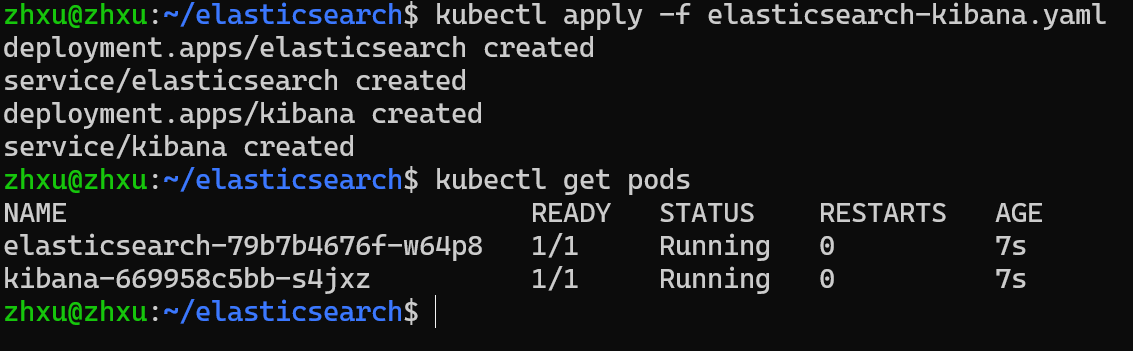 zhxu@zhxu:~/elasticsearch$ kubectl apply -f elasticsearch-kibana.yaml
deployment.apps/elasticsearch created
service/elasticsearch created
deployment.apps/kibana created
service/kibana created
zhxu@zhxu:~/elasticsearch$ kubectl get pods
NAME                             READY   STATUS    RESTARTS   AGE
elasticsearch-79b7b4676f-w64p8   1/1     Running   0          7s
kibana-669958c5bb-s4jxz          1/1     Running   0          7s
zhxu@zhxu:~/elasticsearch$